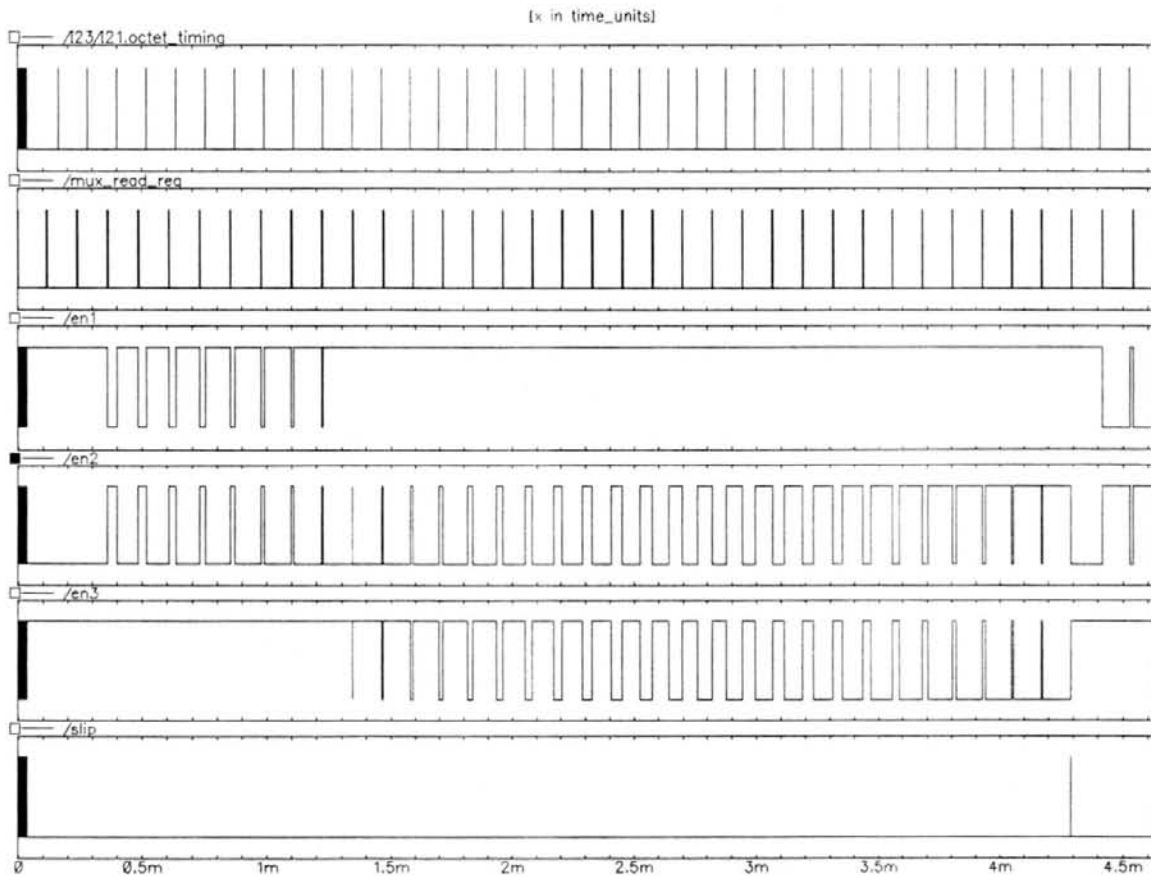 [x in time_units]
/123/121.octet_timing
/mux_read_req
/en1
/en2
/en3
/slip
0 0.5m 1m 1.5m 2m 2.5m 3m 3.5m 4m 4.5m